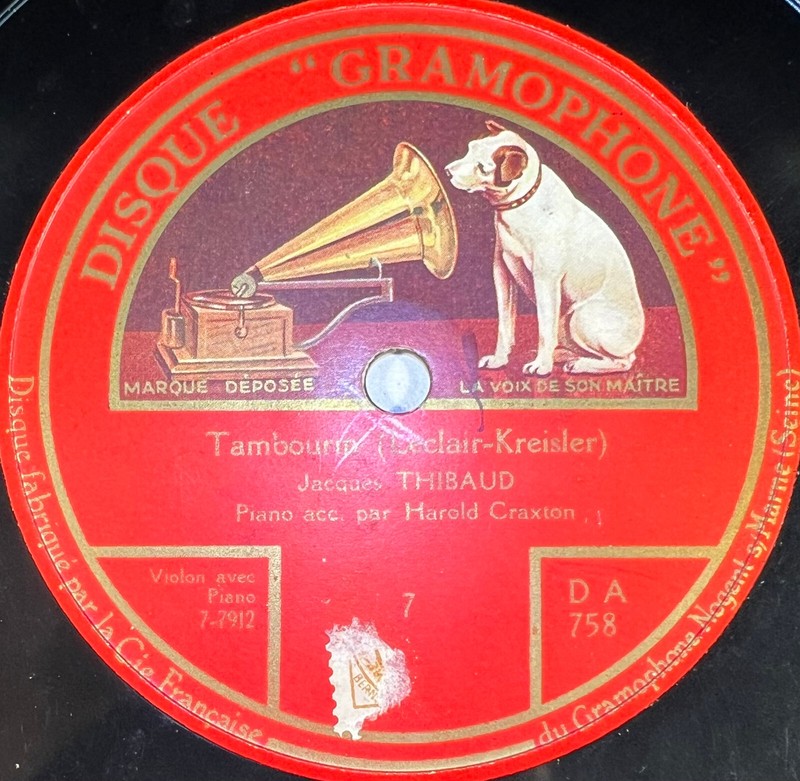 DISQUE "GRAMOPHONE"
MARQUE DÉPOSÉE
LA VOIX DE SON MAÎTRE
Tambourin (Leclair-Kreisler)
Jacques THIBAUD
Piano acc. par Harold Craxton
Violon avec
Piano
7-7912
7
D A
758
Disque fabriqué par la Cie Française du Gramophone Nogent s/Marne (Seine)